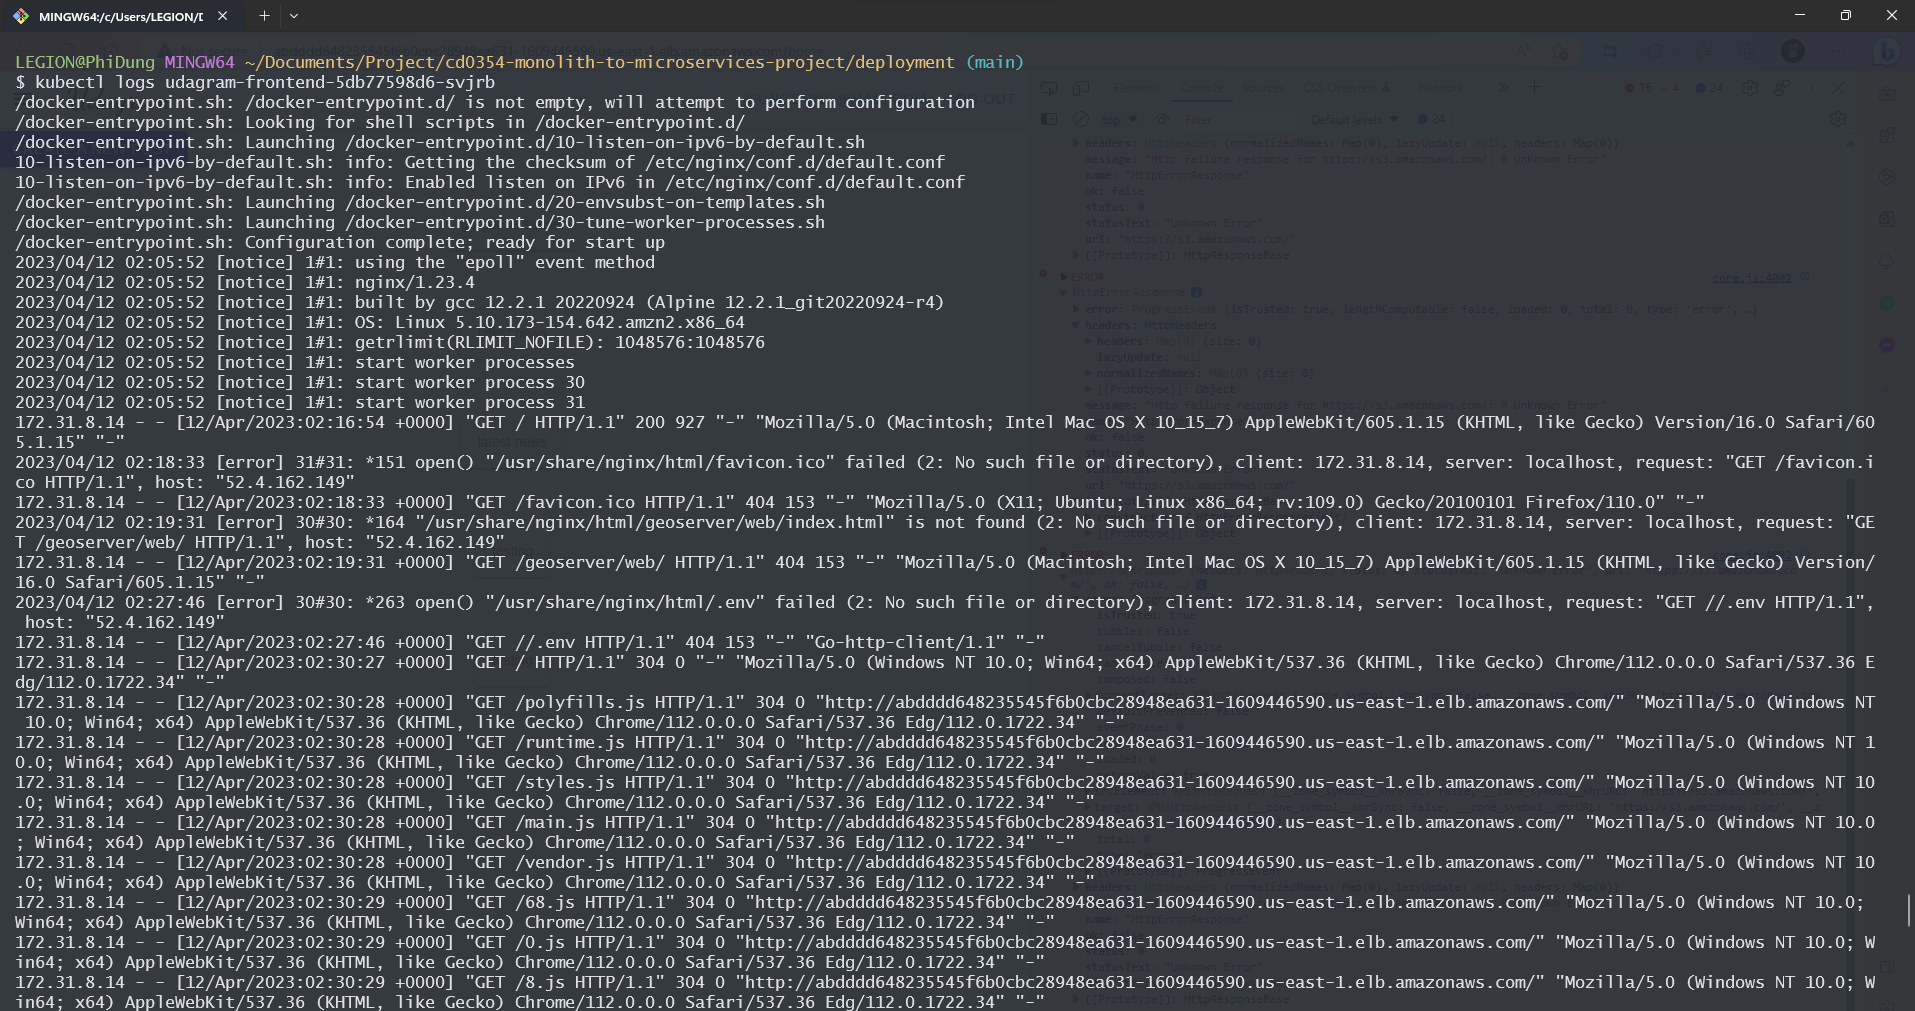 MINGW64:/c/Users/LEGION/D
LEGION@PhiDung MINGW64 ~/Documents/Project/cd0354-monolith-to-microservices-project/deployment (main)
$ kubectl logs udagram-frontend-5db77598d6-svjrb
/docker-entrypoint.sh: /docker-entrypoint.d/ is not empty, will attempt to perform configuration
/docker-entrypoint.sh: Looking for shell scripts in /docker-entrypoint.d/
/docker-entrypoint.sh: Launching /docker-entrypoint.d/10-listen-on-ipv6-by-default.sh
10-listen-on-ipv6-by-default.sh: info: Getting the checksum of /etc/nginx/conf.d/default.conf
10-listen-on-ipv6-by-default.sh: info: Enabled listen on IPv6 in /etc/nginx/conf.d/default.conf
/docker-entrypoint.sh: Launching /docker-entrypoint.d/20-envsubst-on-templates.sh
/docker-entrypoint.sh: Launching /docker-entrypoint.d/30-tune-worker-processes.sh
/docker-entrypoint.sh: Configuration complete; ready for start up
2023/04/12 02:05:52 [notice] 1#1: using the "epoll" event method
2023/04/12 02:05:52 [notice] 1#1: nginx/1.23.4
2023/04/12 02:05:52 [notice] 1#1: built by gcc 12.2.1 20220924 (Alpine 12.2.1_git20220924-r4)
2023/04/12 02:05:52 [notice] 1#1: OS: Linux 5.10.173-154.642.amzn2.x86_64
2023/04/12 02:05:52 [notice] 1#1: getrlimit(RLIMIT_NOFILE): 1048576:1048576
2023/04/12 02:05:52 [notice] 1#1: start worker processes
2023/04/12 02:05:52 [notice] 1#1: start worker process 30
2023/04/12 02:05:52 [notice] 1#1: start worker process 31
172.31.8.14 - - [12/Apr/2023:02:16:54 +0000] "GET / HTTP/1.1" 200 927 "-" "Mozilla/5.0 (Macintosh; Intel Mac OS X 10_15_7) AppleWebKit/605.1.15 (KHTML, like Gecko) Version/16.0 Safari/60
5.1.15" "-"
2023/04/12 02:18:33 [error] 31#31: *151 open() "/usr/share/nginx/html/favicon.ico" failed (2: No such file or directory), client: 172.31.8.14, server: localhost, request: "GET /favicon.i
co HTTP/1.1", host: "52.4.162.149"
172.31.8.14 - - [12/Apr/2023:02:18:33 +0000] "GET /favicon.ico HTTP/1.1" 404 153 "-" "Mozilla/5.0 (X11; Ubuntu; Linux x86_64; rv:109.0) Gecko/20100101 Firefox/110.0" "-"
2023/04/12 02:19:31 [error] 30#30: *164 "/usr/share/nginx/html/geoserver/web/index.html" is not found (2: No such file or directory), client: 172.31.8.14, server: localhost, request: "GE
T /geoserver/web/ HTTP/1.1", host: "52.4.162.149"
172.31.8.14 - - [12/Apr/2023:02:19:31 +0000] "GET /geoserver/web/ HTTP/1.1" 404 153 "-" "Mozilla/5.0 (Macintosh; Intel Mac OS X 10_15_7) AppleWebKit/605.1.15 (KHTML, like Gecko) Version/
16.0 Safari/605.1.15" "-"
2023/04/12 02:27:46 [error] 30#30: *263 open() "/usr/share/nginx/html/.env" failed (2: No such file or directory), client: 172.31.8.14, server: localhost, request: "GET //.env HTTP/1.1",
host: "52.4.162.149"
172.31.8.14 - - [12/Apr/2023:02:27:46 +0000] "GET //.env HTTP/1.1" 404 153 "-" "Go-http-client/1.1" "-"
172.31.8.14 - - [12/Apr/2023:02:30:27 +0000] "GET / HTTP/1.1" 304 0 "-" "Mozilla/5.0 (Windows NT 10.0; Win64; x64) AppleWebKit/537.36 (KHTML, like Gecko) Chrome/112.0.0.0 Safari/537.36 E
dg/112.0.1722.34" "-"
172.31.8.14 - - [12/Apr/2023:02:30:28 +0000] "GET /polyfills.js HTTP/1.1" 304 0 "http://abdddd648235545f6b0cbc28948ea631-1609446590.us-east-1.elb.amazonaws.com/" "Mozilla/5.0 (Windows NT
10.0; Win64; x64) AppleWebKit/537.36 (KHTML, like Gecko) Chrome/112.0.0.0 Safari/537.36 Edg/112.0.1722.34" "-"
172.31.8.14 - - [12/Apr/2023:02:30:28 +0000] "GET /runtime.js HTTP/1.1" 304 0 "http://abdddd648235545f6b0cbc28948ea631-1609446590.us-east-1.elb.amazonaws.com/" "Mozilla/5.0 (Windows NT 1
0.0; Win64; x64) AppleWebKit/537.36 (KHTML, like Gecko) Chrome/112.0.0.0 Safari/537.36 Edg/112.0.1722.34" "-"
172.31.8.14 - - [12/Apr/2023:02:30:28 +0000] "GET /styles.js HTTP/1.1" 304 0 "http://abdddd648235545f6b0cbc28948ea631-1609446590.us-east-1.elb.amazonaws.com/" "Mozilla/5.0 (Windows NT 10
.0; Win64; x64) AppleWebKit/537.36 (KHTML, like Gecko) Chrome/112.0.0.0 Safari/537.36 Edg/112.0.1722.34" "-"
172.31.8.14 - - [12/Apr/2023:02:30:28 +0000] "GET /main.js HTTP/1.1" 304 0 "http://abdddd648235545f6b0cbc28948ea631-1609446590.us-east-1.elb.amazonaws.com/" "Mozilla/5.0 (Windows NT 10.0
; Win64; x64) AppleWebKit/537.36 (KHTML, like Gecko) Chrome/112.0.0.0 Safari/537.36 Edg/112.0.1722.34" "-"
172.31.8.14 - - [12/Apr/2023:02:30:28 +0000] "GET /vendor.js HTTP/1.1" 304 0 "http://abdddd648235545f6b0cbc28948ea631-1609446590.us-east-1.elb.amazonaws.com/" "Mozilla/5.0 (Windows NT 10
.0; Win64; x64) AppleWebKit/537.36 (KHTML, like Gecko) Chrome/112.0.0.0 Safari/537.36 Edg/112.0.1722.34" "-"
172.31.8.14 - - [12/Apr/2023:02:30:29 +0000] "GET /68.js HTTP/1.1" 304 0 "http://abdddd648235545f6b0cbc28948ea631-1609446590.us-east-1.elb.amazonaws.com/" "Mozilla/5.0 (Windows NT 10.0;
Win64; x64) AppleWebKit/537.36 (KHTML, like Gecko) Chrome/112.0.0.0 Safari/537.36 Edg/112.0.1722.34" "-"
172.31.8.14 - - [12/Apr/2023:02:30:29 +0000] "GET /0.js HTTP/1.1" 304 0 "http://abdddd648235545f6b0cbc28948ea631-1609446590.us-east-1.elb.amazonaws.com/" "Mozilla/5.0 (Windows NT 10.0; W
in64; x64) AppleWebKit/537.36 (KHTML, like Gecko) Chrome/112.0.0.0 Safari/537.36 Edg/112.0.1722.34" "-"
172.31.8.14 - - [12/Apr/2023:02:30:29 +0000] "GET /8.js HTTP/1.1" 304 0 "http://abdddd648235545f6b0cbc28948ea631-1609446590.us-east-1.elb.amazonaws.com/" "Mozilla/5.0 (Windows NT 10.0; W
in64; x64) AppleWebKit/537.36 (KHTML, like Gecko) Chrome/112.0.0.0 Safari/537.36 Edg/112.0.1722.34" "-"